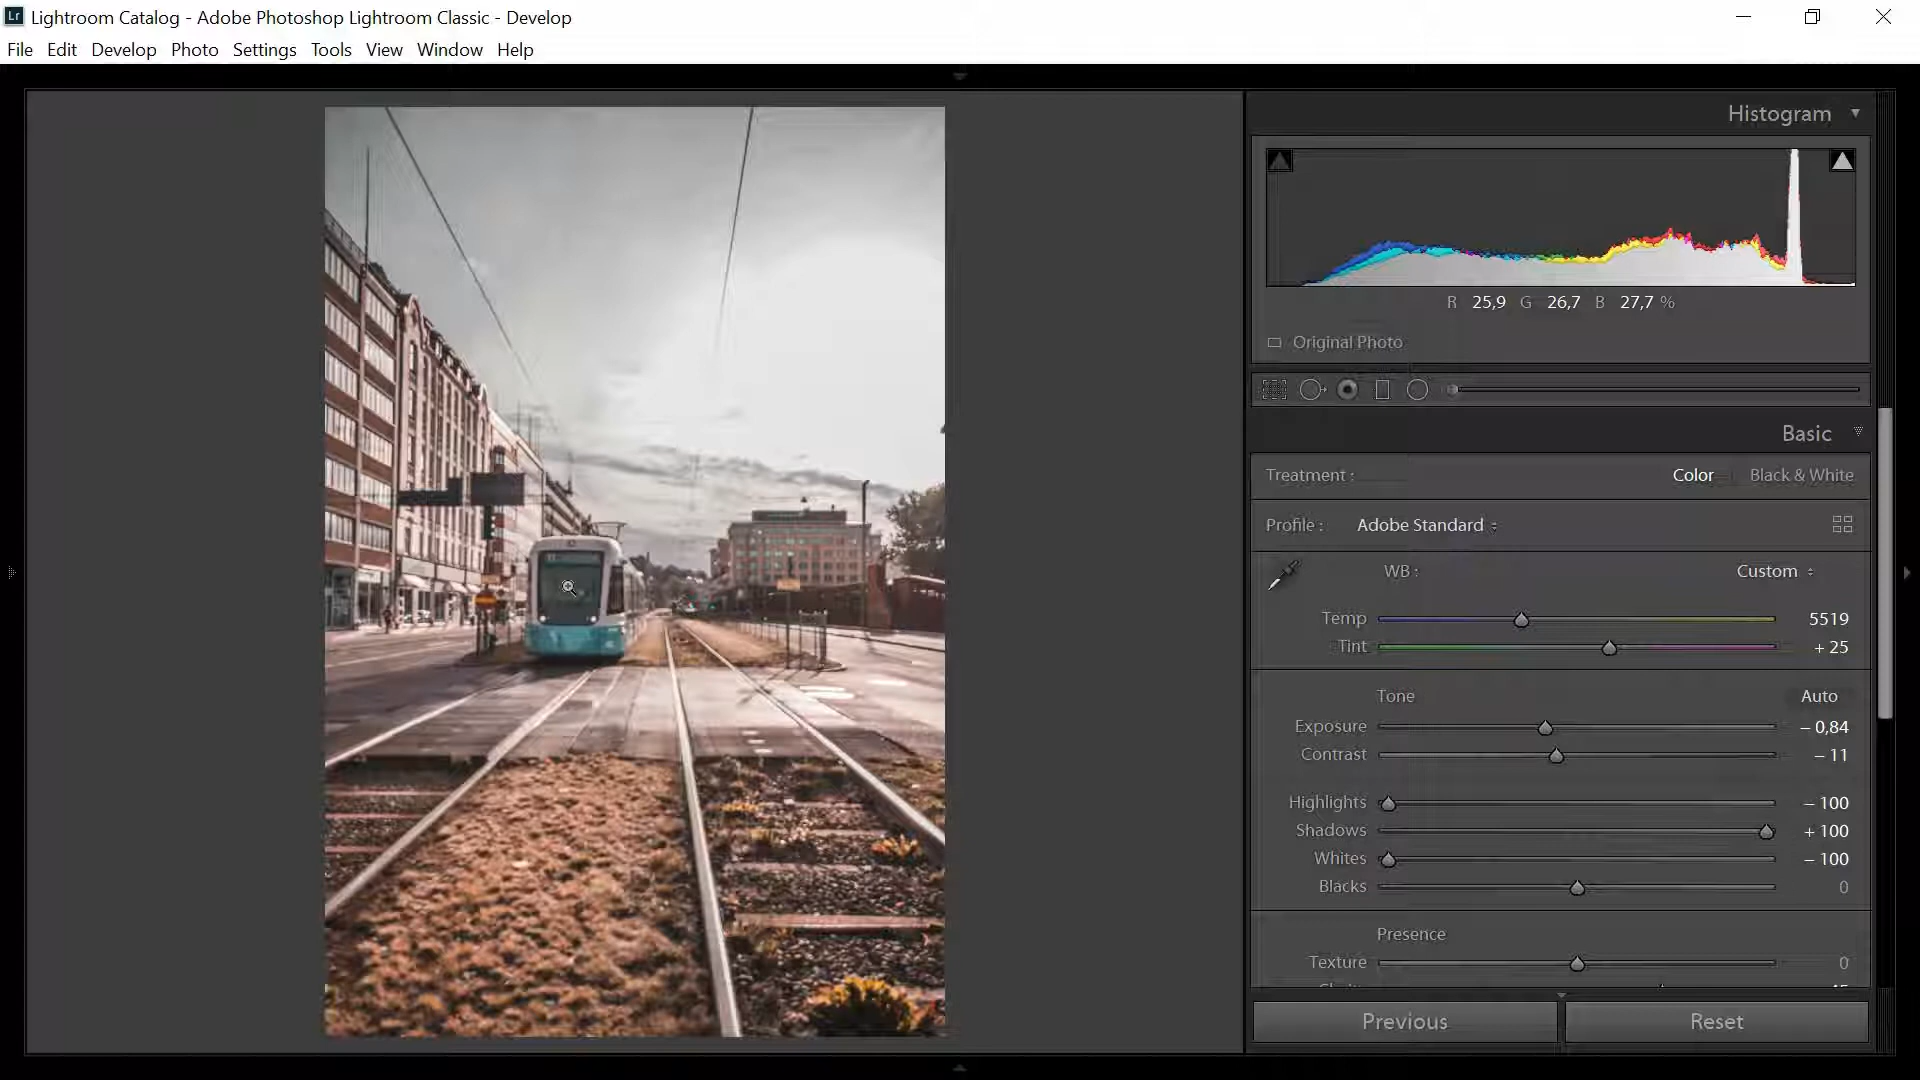 Lightroom Catalog - Adobe Photoshop Lightroom Classic - Develop
File Edit Develop Photo Settings Tools View Window Help
Histogram
R 25,9 G 26,7 B 27,7 %
Original Photo
Basic
Treatment : Color Black & White
Profile : Adobe Standard
WB : Custom
Temp 5519
Tint + 25
Tone Auto
Exposure – 0,84
Contrast – 11
Highlights – 100
Shadows + 100
Whites – 100
Blacks 0
Presence
Texture 0
Previous Reset